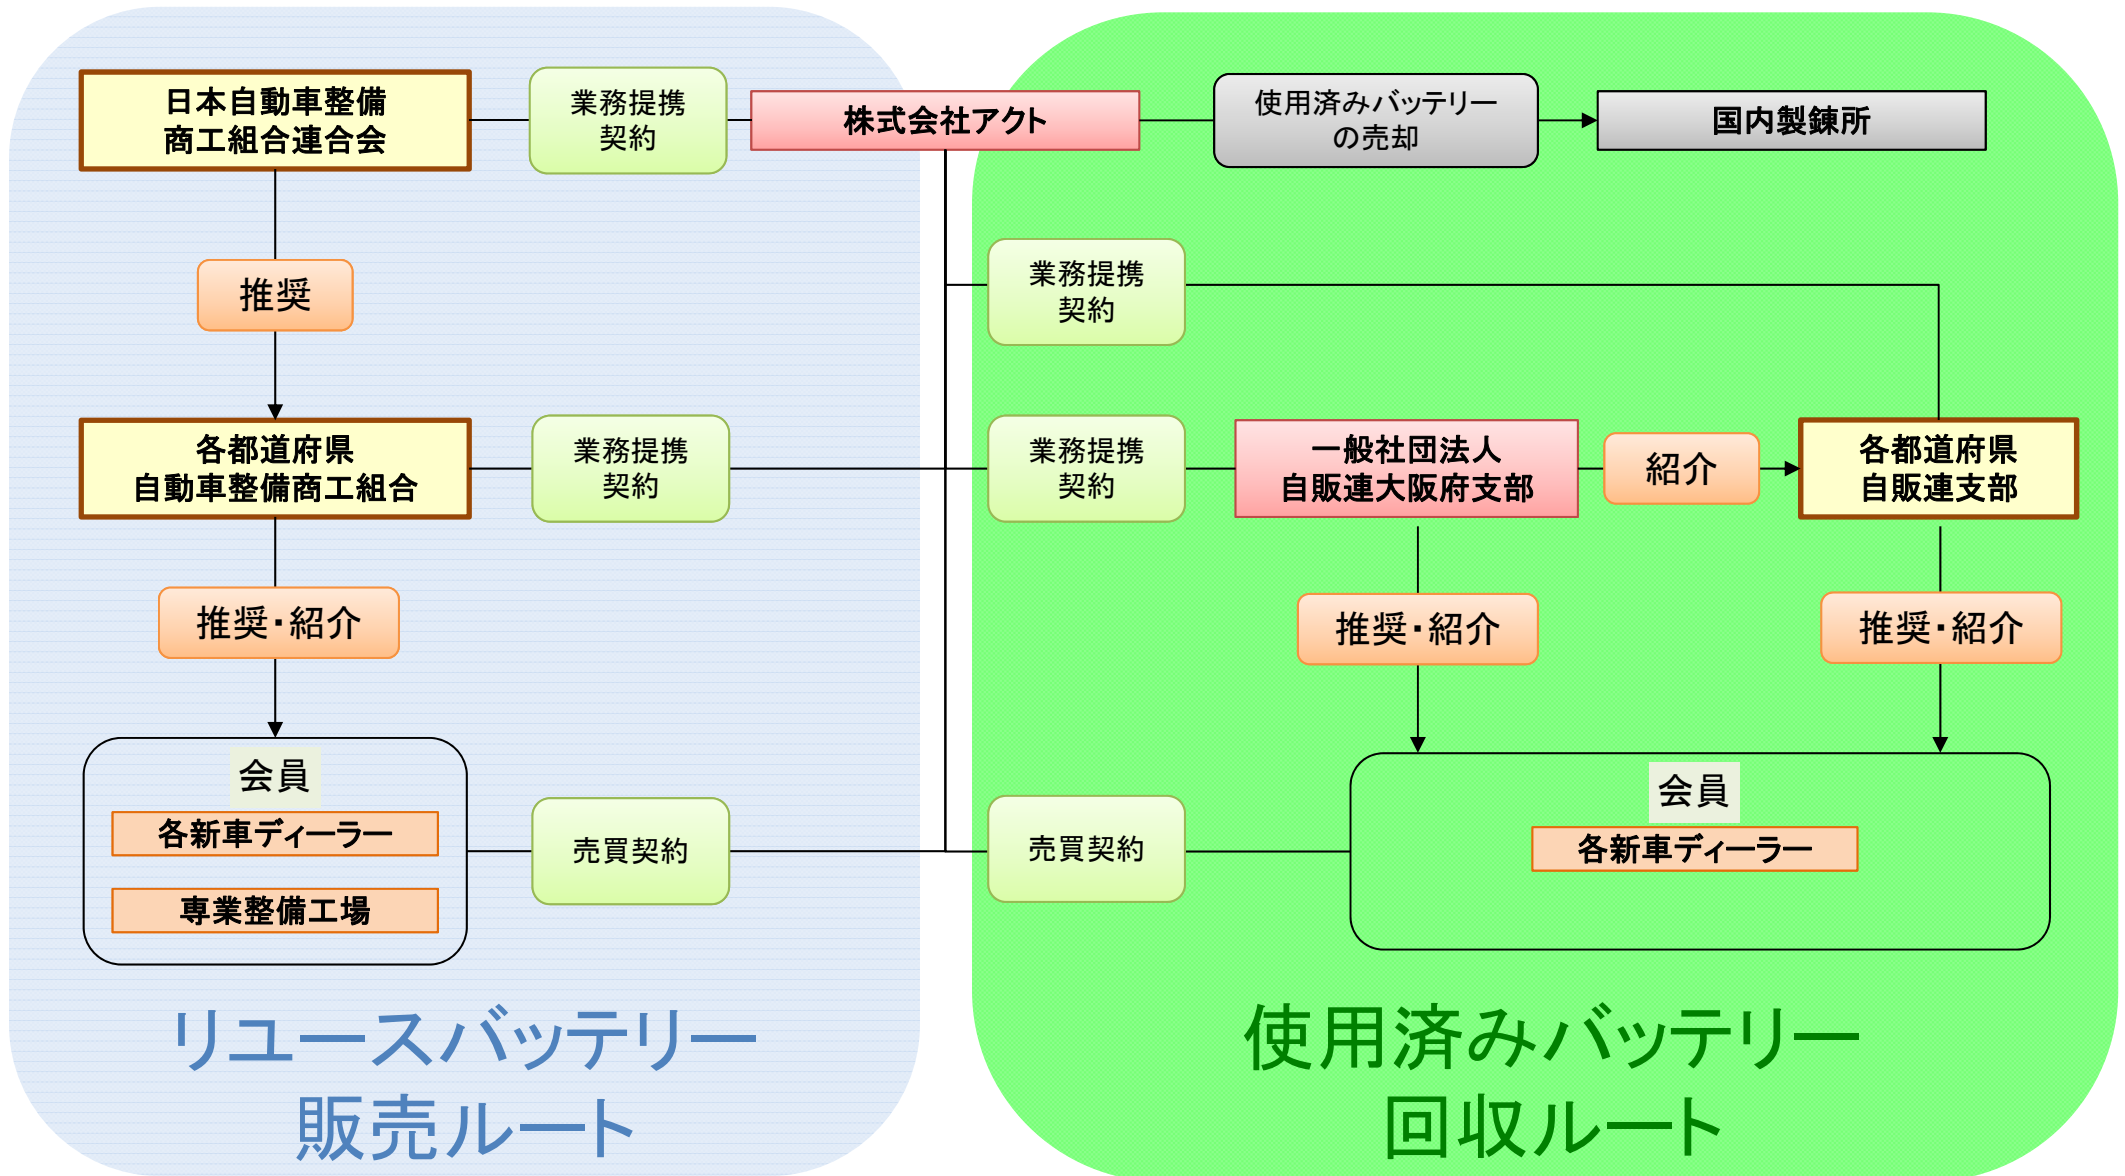 日本自動車整備
商工組合連合会
業務提携
契約
株式会社アクト
使用済みバッテリー
の売却
国内製錬所
推奨
業務提携
契約
各都道府県
自動車整備商工組合
業務提携
契約
業務提携
契約
一般社団法人
自販連大阪府支部
紹介
各都道府県
自販連支部
推奨・紹介
推奨・紹介
推奨・紹介
会員
各新車ディーラー
専業整備工場
売買契約
売買契約
会員
各新車ディーラー
リユースバッテリー
販売ルート
使用済みバッテリー
回収ルート